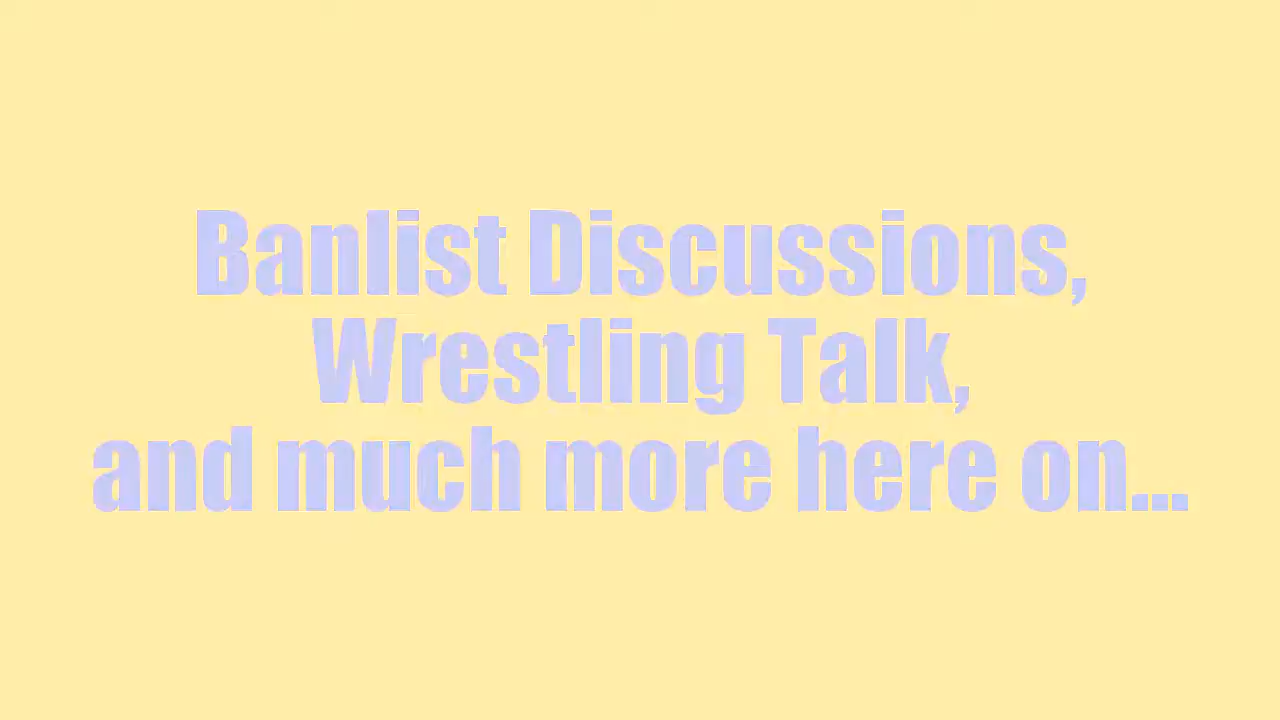 Banlist Discussions,
Wrestling Talk,
and much more here on...